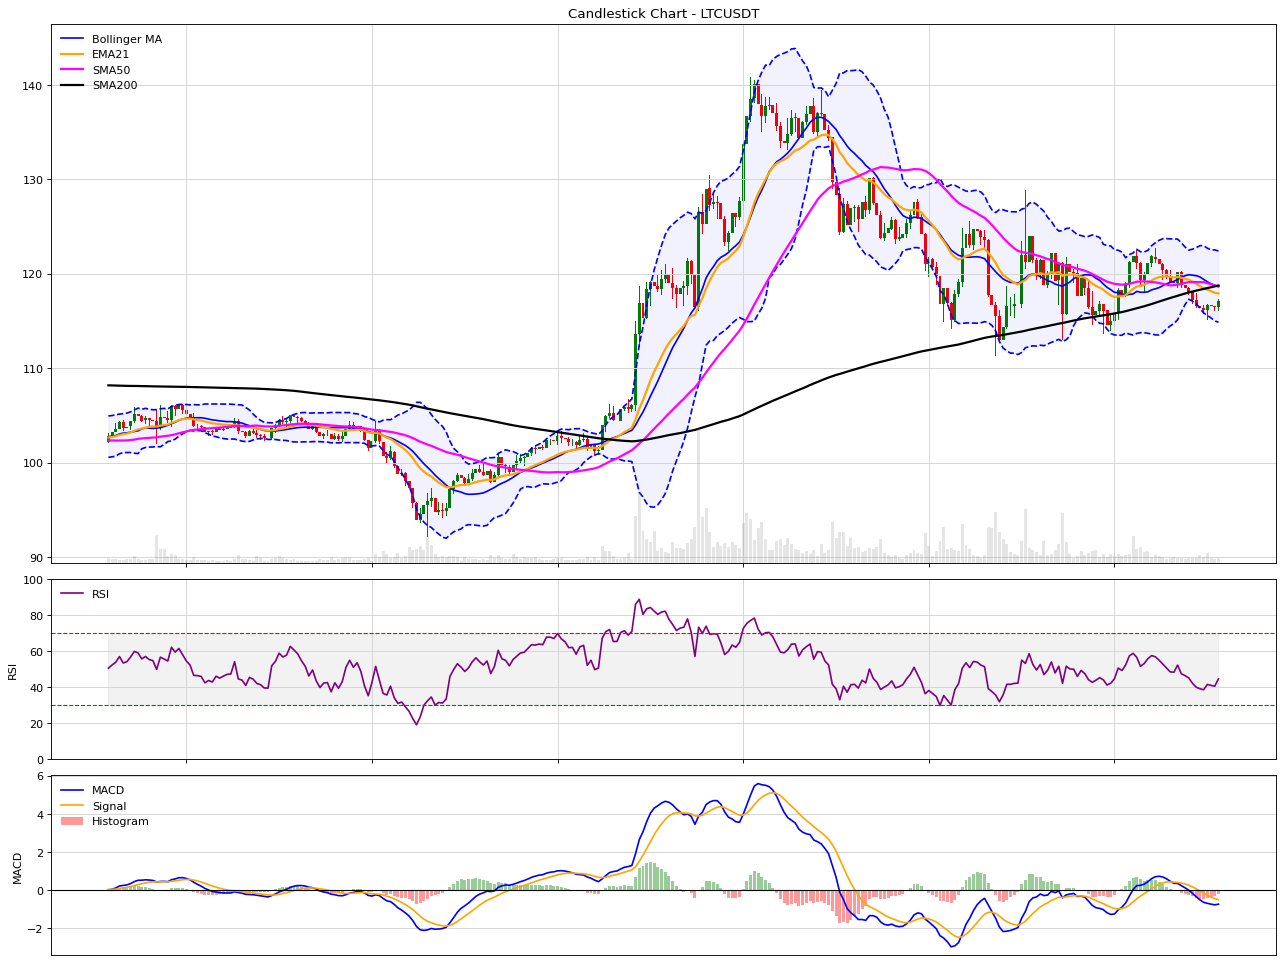 Candlestick Chart - LTCUSDT
Bollinger MA
EMA21
SMA50
SMA200
140
130
120
110
100
90
RSI
100
80
60
40
20
0
RSI
MACD
Signal
Histogram
6
4
2
0
−2
MACD